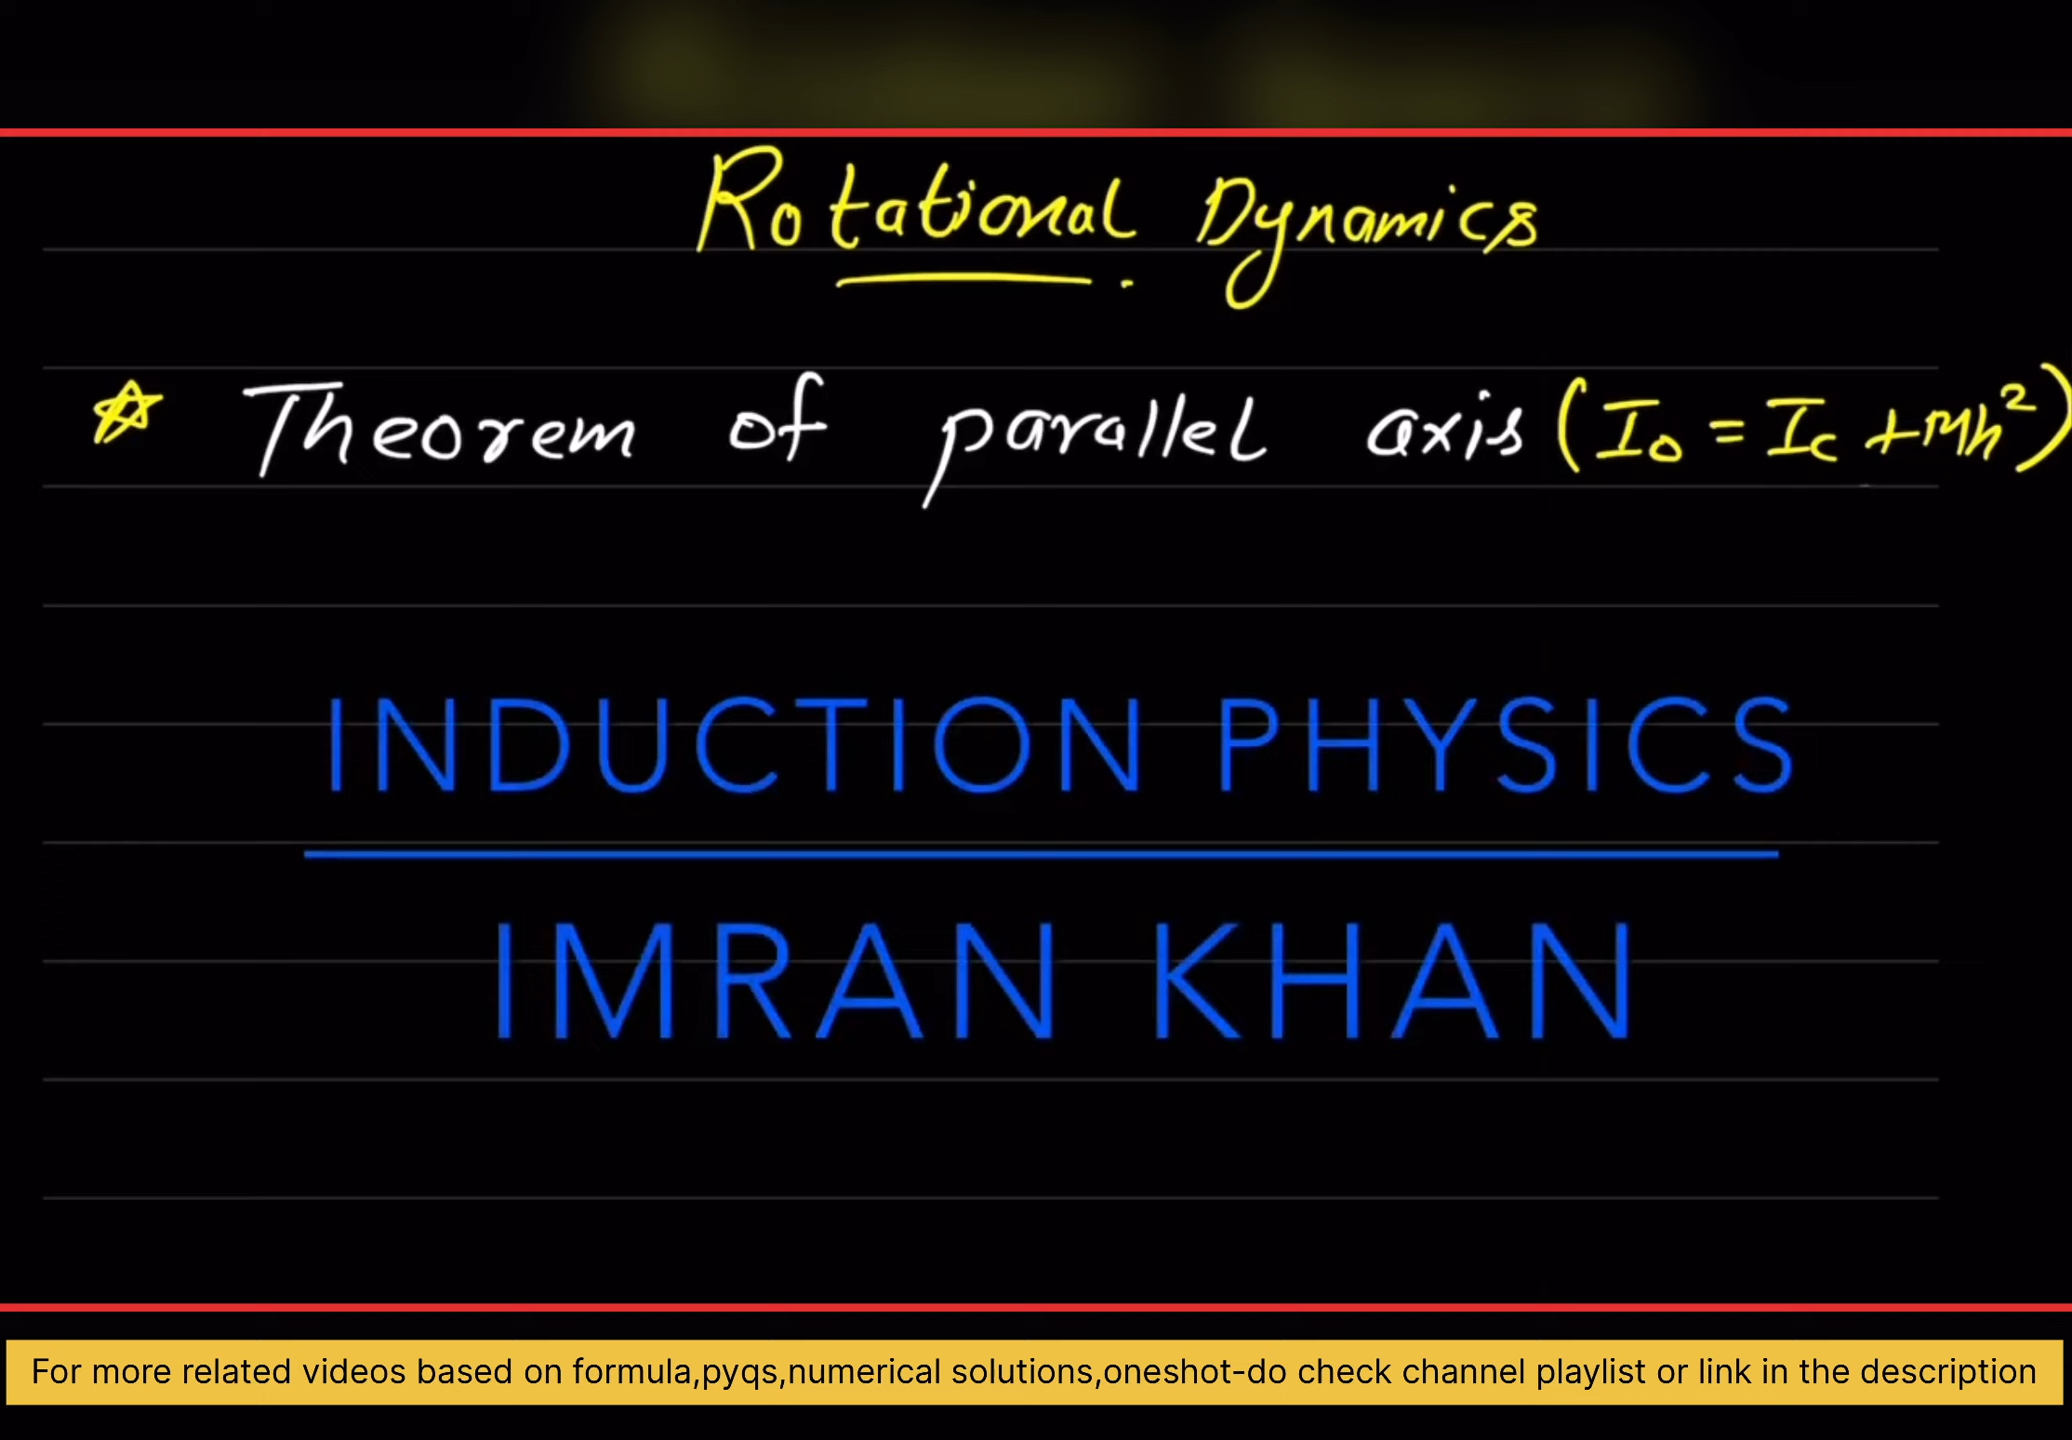 Rotational Dynamics
☆ Theorem of parallel axis (I₀ = I꜀ + Mh²)
INDUCTION PHYSICS
IMRAN KHAN
For more related videos based on formula,pyqs,numerical solutions,oneshot-do check channel playlist or link in the description